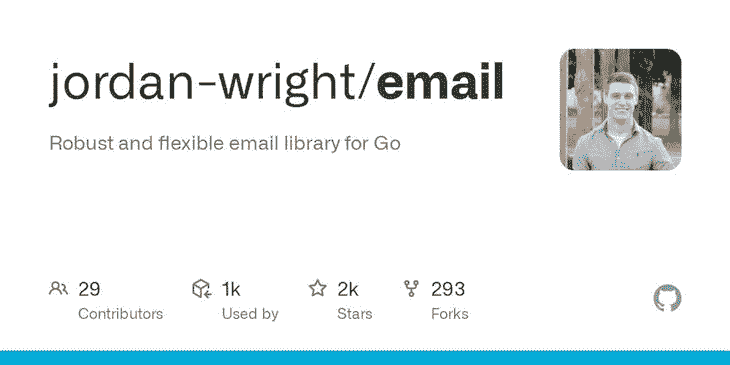 jordan-wright/email
Robust and flexible email library for Go
29
Contributors
1k
Used by
2k
Stars
293
Forks